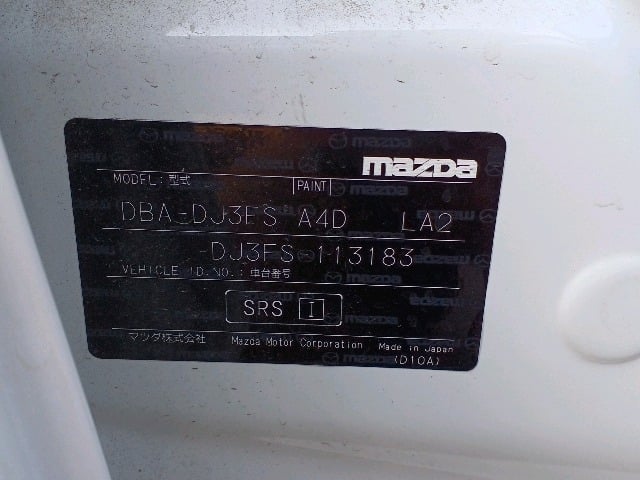 mazda
MODEL:型式 PAINT
DBA-DJ3FS A4D LA2
DJ3FS-113183
VEHICLE ID.NO.:車台番号
SRS I
マツダ株式会社 Mazda Motor Corporation Made in Japan
(D10A)